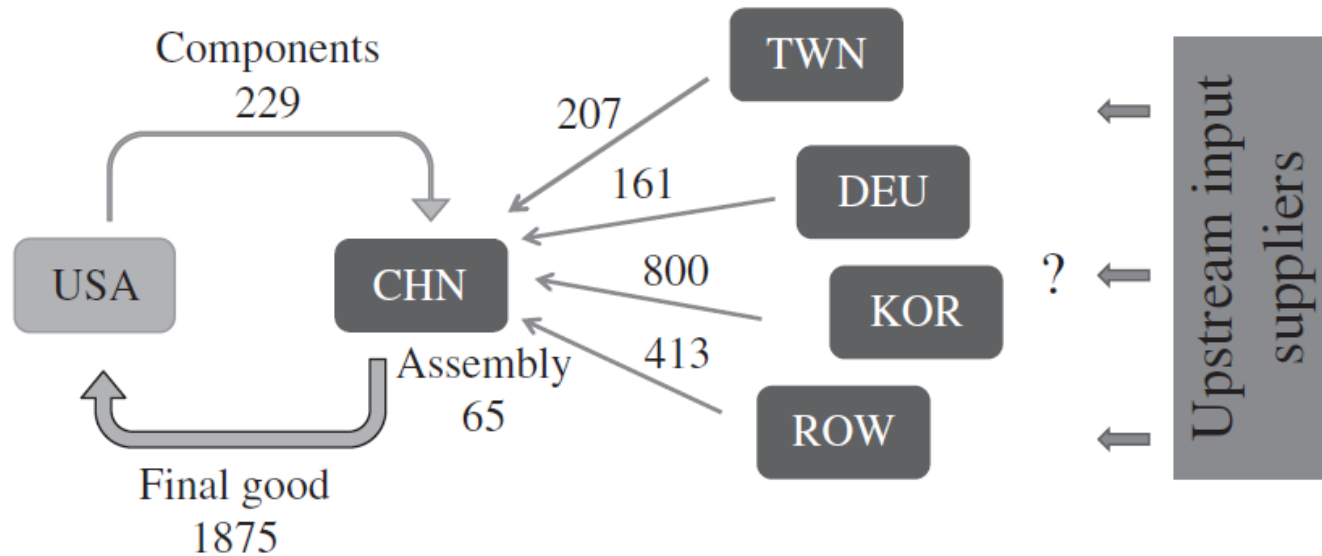 Components
229
USA
CHN
Assembly
65
Final good
1875
TWN
207
DEU
161
KOR
800
ROW
413
?
Upstream input
suppliers